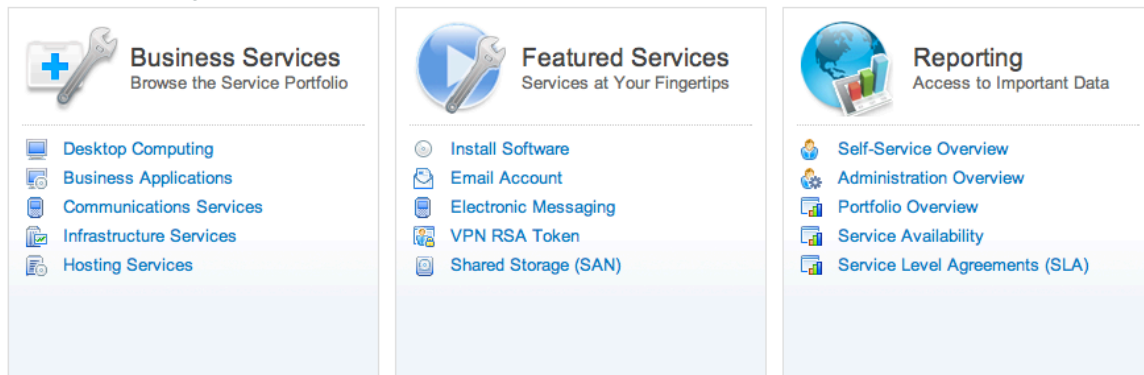 Business Services
Browse the Service Portfolio
Desktop Computing
Business Applications
Communications Services
Infrastructure Services
Hosting Services
Featured Services
Services at Your Fingertips
Install Software
Email Account
Electronic Messaging
VPN RSA Token
Shared Storage (SAN)
Reporting
Access to Important Data
Self-Service Overview
Administration Overview
Portfolio Overview
Service Availability
Service Level Agreements (SLA)